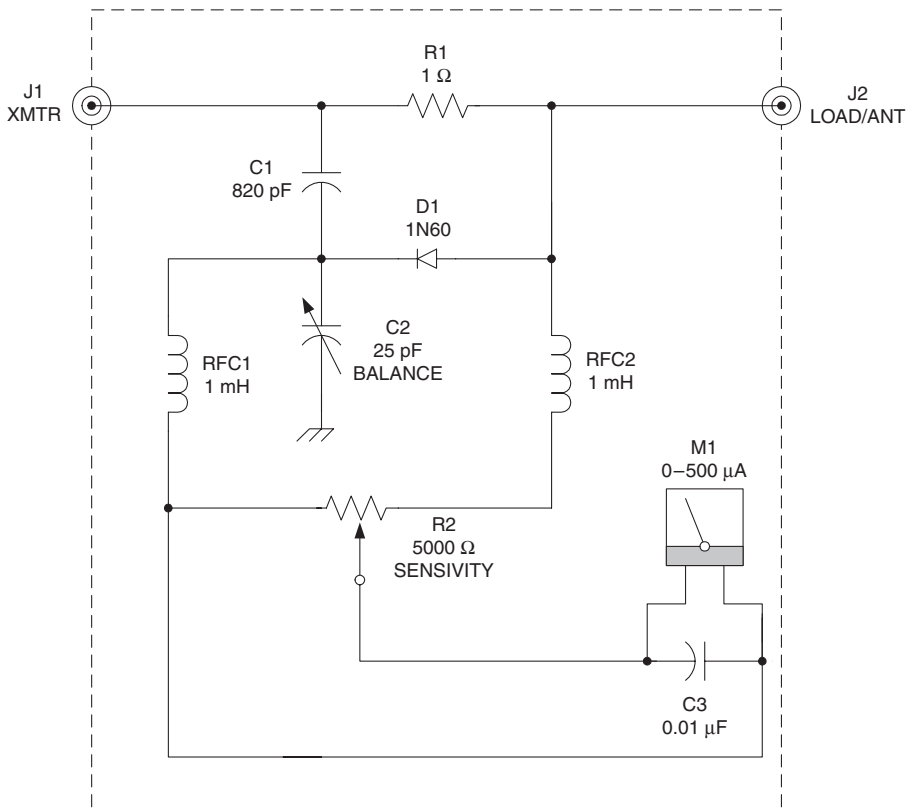 R1
1 Ω
J1
XMTR
J2
LOAD/ANT
C1
820 pF
D1
1N60
C2
25 pF
BALANCE
RFC1
1 mH
RFC2
1 mH
M1
0–500 μA
R2
5000 Ω
SENSIVITY
C3
0.01 μF